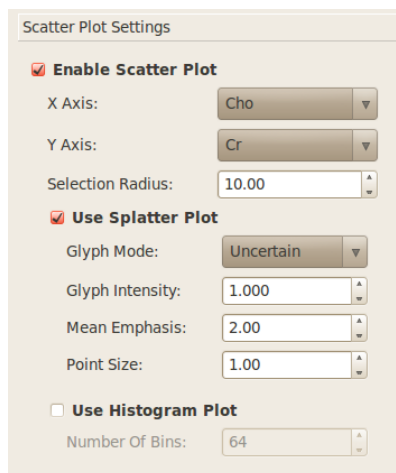 Scatter Plot Settings
Enable Scatter Plot
X Axis: Cho
Y Axis: Cr
Selection Radius: 10.00
Use Splatter Plot
Glyph Mode: Uncertain
Glyph Intensity: 1.000
Mean Emphasis: 2.00
Point Size: 1.00
Use Histogram Plot
Number Of Bins: 64